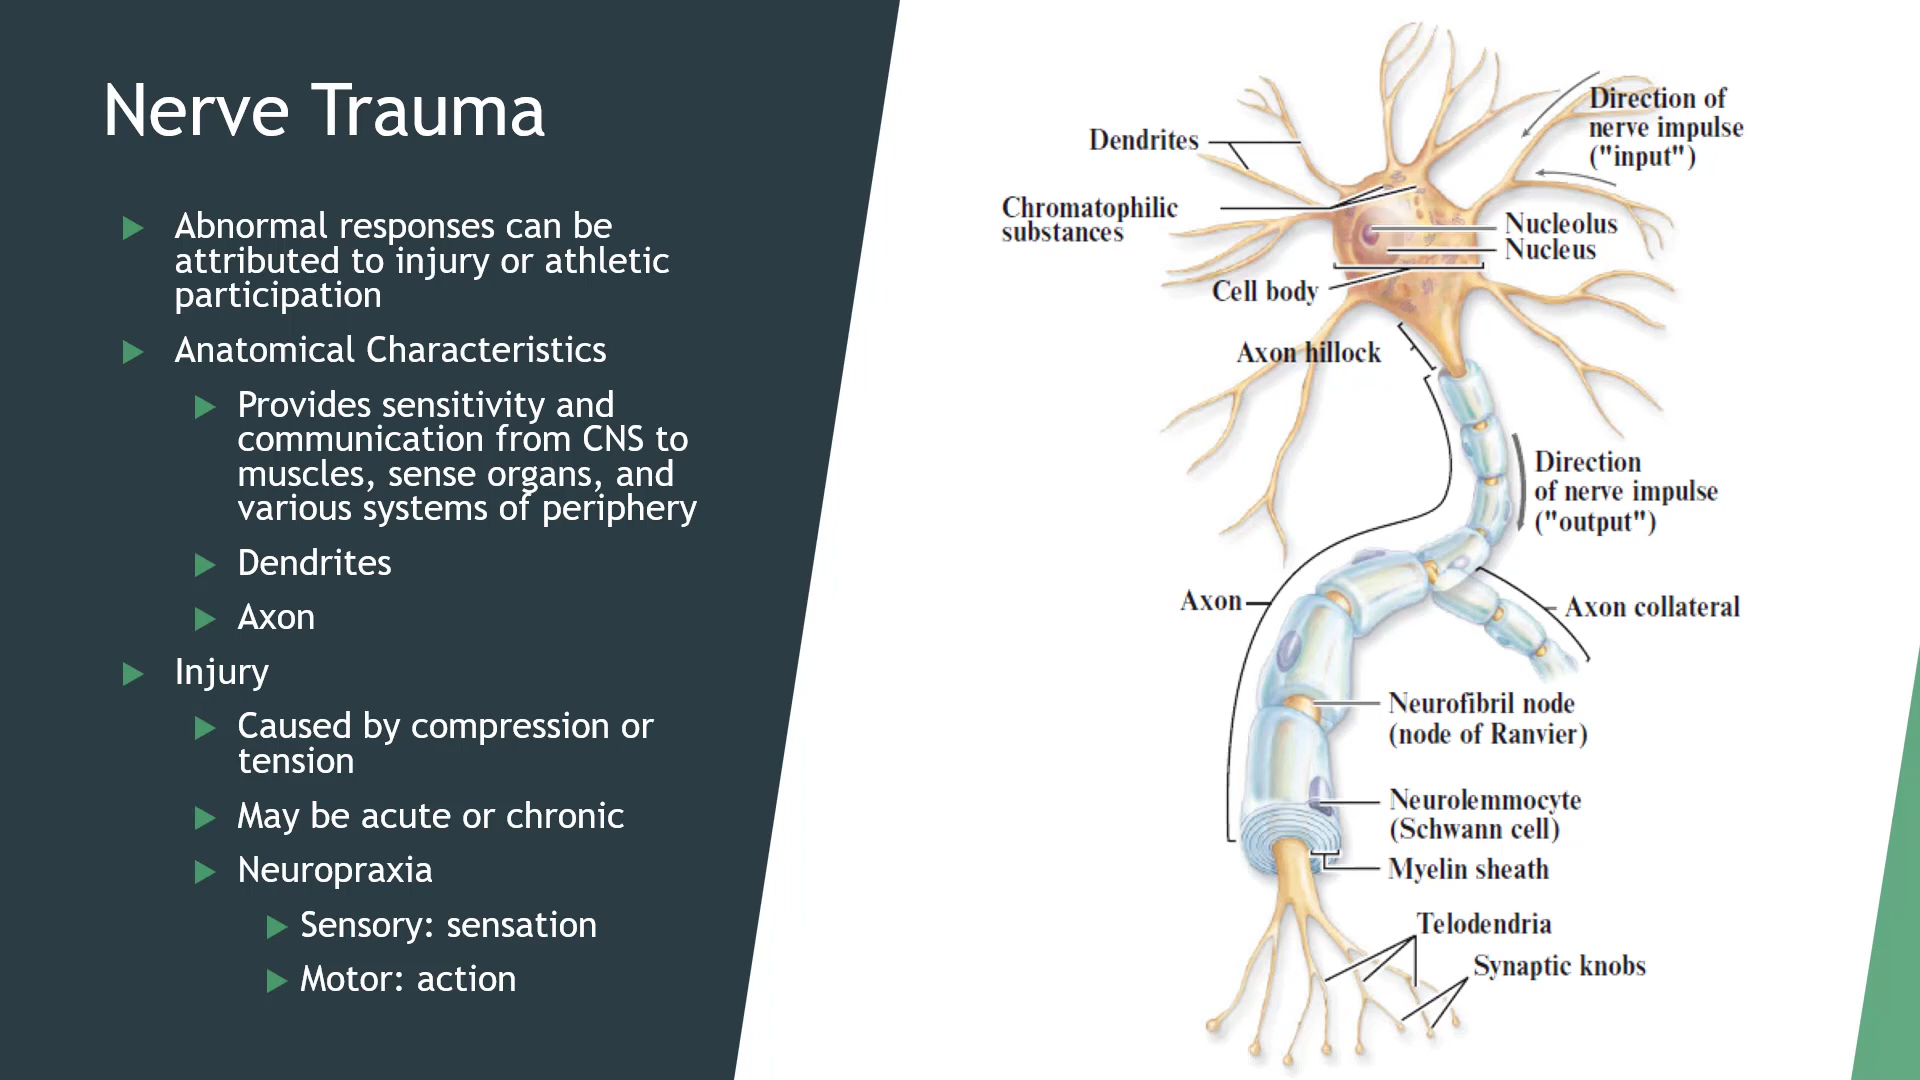 Nerve Trauma
Abnormal responses can be
attributed to injury or athletic
participation
Anatomical Characteristics
Provides sensitivity and
communication from CNS to
muscles, sense organs, and
various systems of periphery
Dendrites
Axon
Injury
Caused by compression or
tension
May be acute or chronic
Neuropraxia
Sensory: sensation
Motor: action
Direction of
nerve impulse
("input")
Dendrites
Chromatophilic
substances
Nucleolus
Nucleus
Cell body
Axon hillock
Direction
of nerve impulse
("output")
Axon
Axon collateral
Neurofibril node
(node of Ranvier)
Neurolemmocyte
(Schwann cell)
Myelin sheath
Telodendria
Synaptic knobs